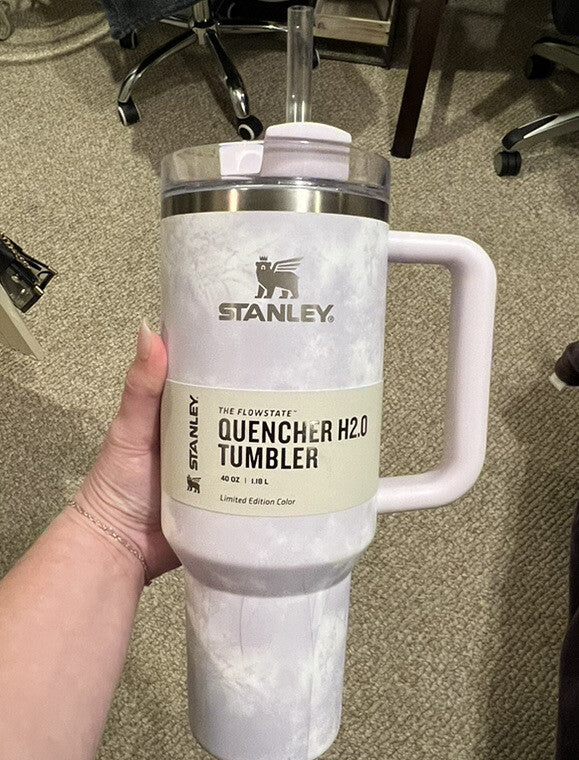 STANLEY®
STANLEY
THE FLOWSTATE™
QUENCHER H2.0
TUMBLER
40 OZ | 1.18 L
Limited Edition Color